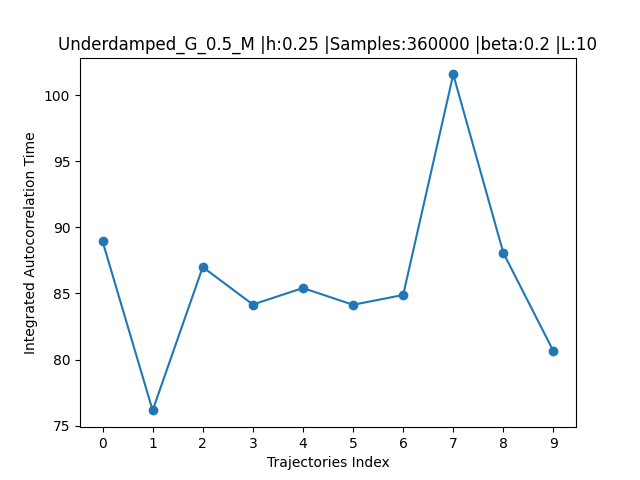 Underdamped_G_0.5_M |h:0.25 |Samples:360000 |beta:0.2 |L:10
Integrated Autocorrelation Time
100
95
90
85
80
75
0 1 2 3 4 5 6 7 8 9
Trajectories Index